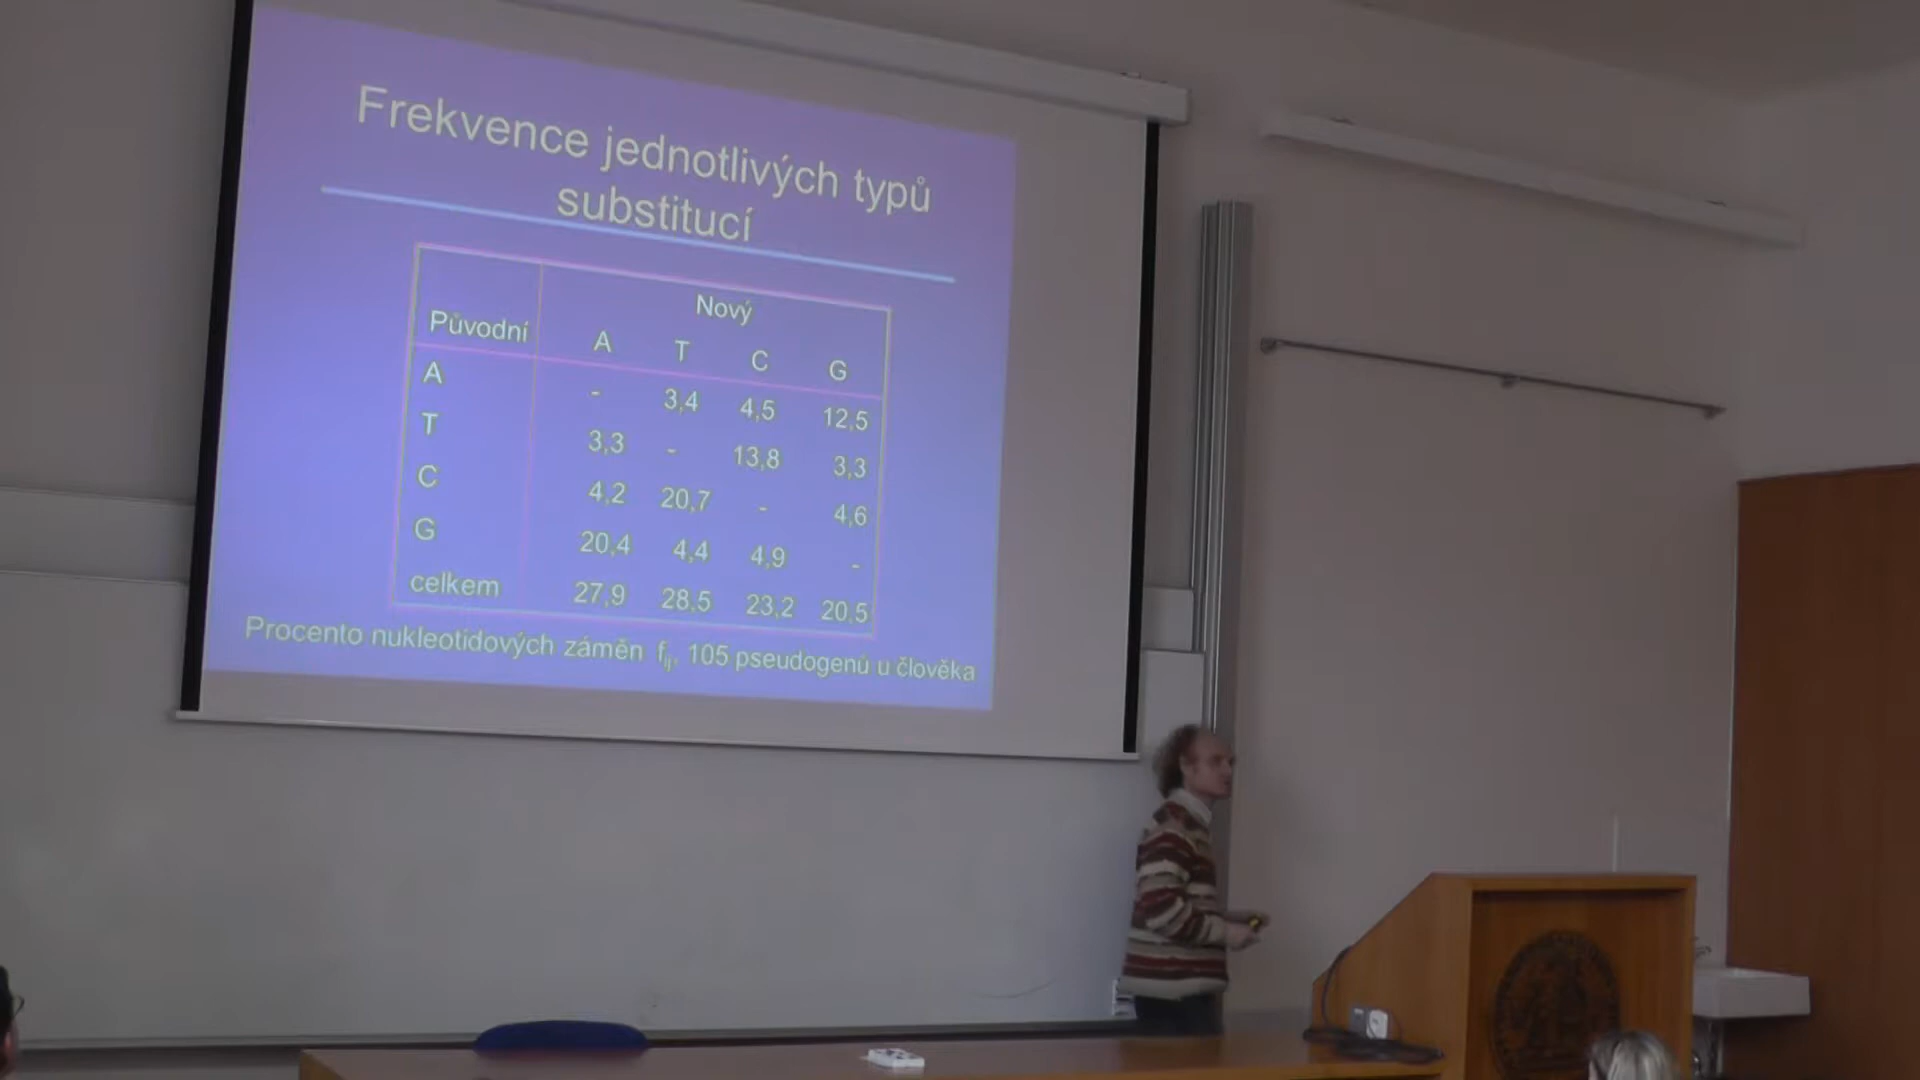 Frekvence jednotlivých typů
substitucí
Nový
Původní A T C G
A - 3,4 4,5 12,5
T 3,3 - 13,8 3,3
C 4,2 20,7 - 4,6
G 20,4 4,4 4,9 -
celkem 27,9 28,5 23,2 20,5
Procento nukleotidových záměn fij, 105 pseudogenů u člověka